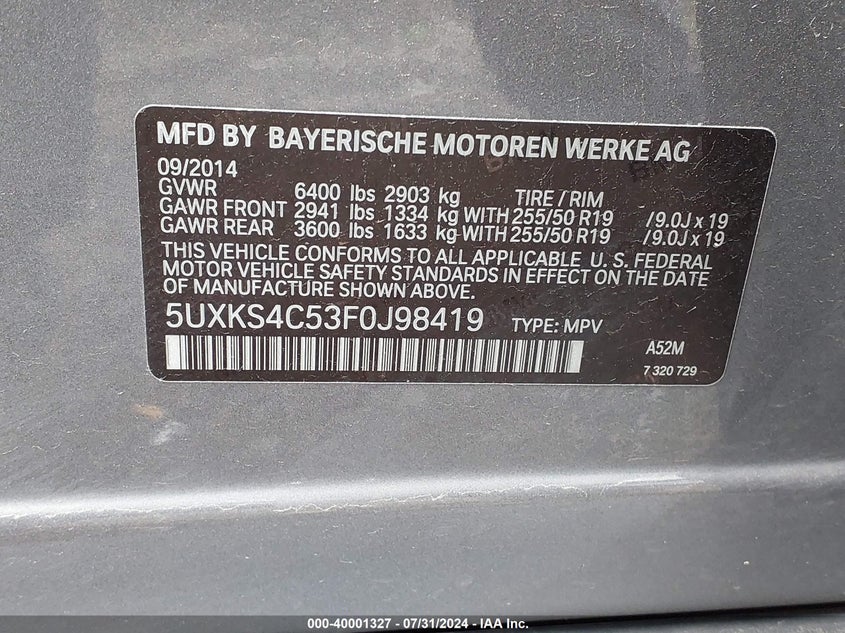 MFD BY BAYERISCHE MOTOREN WERKE AG
09/2014
GVWR 6400 lbs 2903 kg TIRE / RIM
GAWR FRONT 2941 lbs 1334 kg WITH 255/50 R19 /9.0J x 19
GAWR REAR 3600 lbs 1633 kg WITH 255/50 R19 /9.0J x 19
THIS VEHICLE CONFORMS TO ALL APPLICABLE U. S. FEDERAL
MOTOR VEHICLE SAFETY STANDARDS IN EFFECT ON THE DATE
OF MANUFACTURE SHOWN ABOVE.
5UXKS4C53F0J98419 TYPE: MPV
A52M
7 320 729
000-40001327 - 07/31/2024 - IAA Inc.